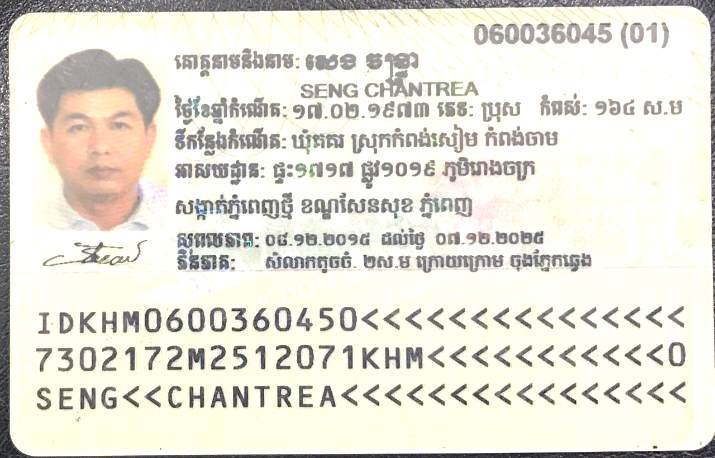 060036045 (01)
គោត្តនាមនិងនាម: សេង ចន្ទ្រា
SENG CHANTREA
ថ្ងៃខែឆ្នាំកំណើត: ១៧.០២.១៩៧៣ ភេទ: ប្រុស កំពស់: ១៦៤ ស.ម
ទីកន្លែងកំណើត: ឃុំគគរ ស្រុកកំពង់សៀម កំពង់ចាម
អាសយដ្ឋាន: ផ្ទះ១៧១៧ ផ្លូវ១០១៩ ភូមិរោងចក្រ
សង្កាត់ភ្នំពេញថ្មី ខណ្ឌសែនសុខ ភ្នំពេញ
សុពលភាព: ០៨.១២.២០១៥ ដល់ថ្ងៃ ០៧.១២.២០២៥
ភិនភាគ: សំលាកតូចចំ. ២ស.ម ក្រោយក្រោម ចុងភ្នែកឆ្វេង
IDKHM0600360450<<<<<<<<<<<<<<<
7302172M2512071KHM<<<<<<<<<<<0
SENG<<CHANTREA<<<<<<<<<<<<<<<<